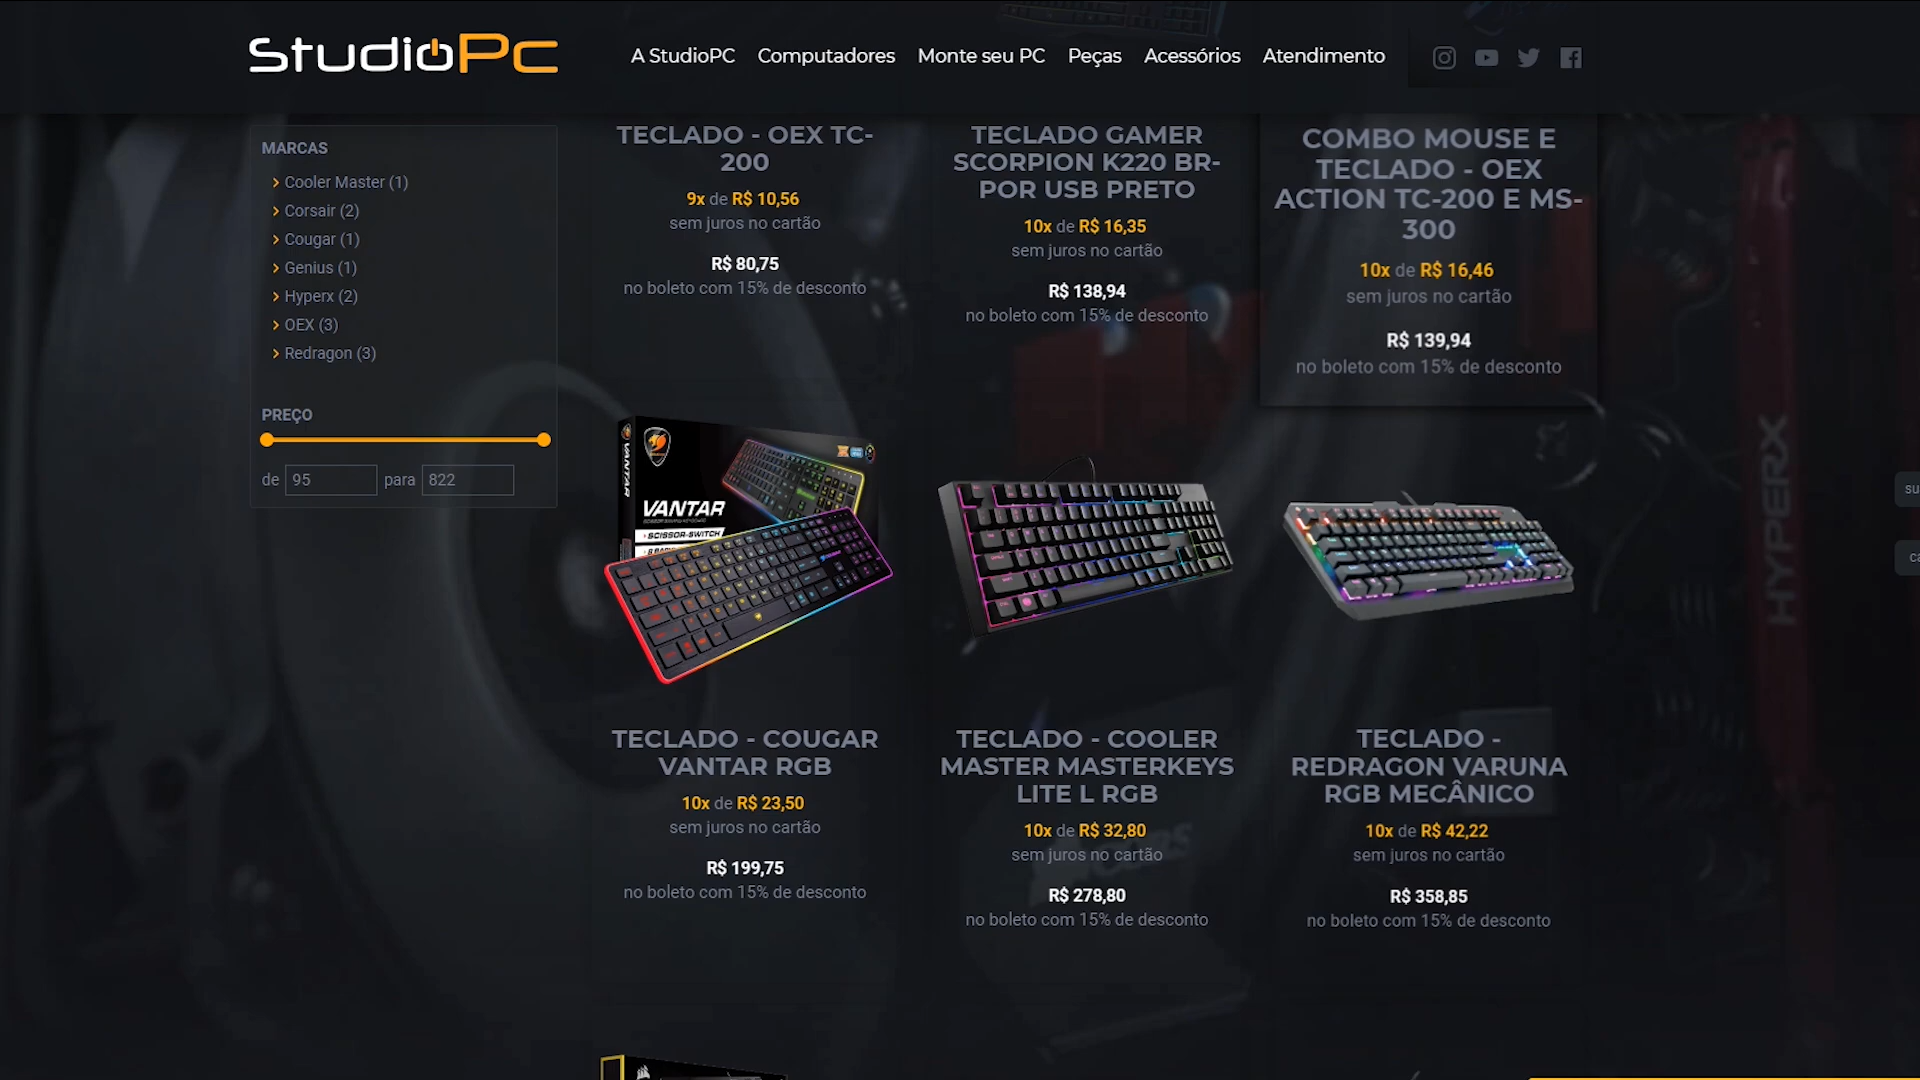 StudioPC
A StudioPC Computadores Monte seu PC Peças Acessórios Atendimento
MARCAS
Cooler Master (1)
Corsair (2)
Cougar (1)
Genius (1)
Hyperx (2)
OEX (3)
Redragon (3)
PREÇO
de 95 para 822
TECLADO - OEX TC-
200
9x de R$ 10,56
sem juros no cartão
R$ 80,75
no boleto com 15% de desconto
TECLADO GAMER
SCORPION K220 BR-
POR USB PRETO
10x de R$ 16,35
sem juros no cartão
R$ 138,94
no boleto com 15% de desconto
COMBO MOUSE E
TECLADO - OEX
ACTION TC-200 E MS-
300
10x de R$ 16,46
sem juros no cartão
R$ 139,94
no boleto com 15% de desconto
VANTAR
VANTAR
SCISSOR-SWITCH
TECLADO - COUGAR
VANTAR RGB
10x de R$ 23,50
sem juros no cartão
R$ 199,75
no boleto com 15% de desconto
TECLADO - COOLER
MASTER MASTERKEYS
LITE L RGB
10x de R$ 32,80
sem juros no cartão
R$ 278,80
no boleto com 15% de desconto
TECLADO -
REDRAGON VARUNA
RGB MECÂNICO
10x de R$ 42,22
sem juros no cartão
R$ 358,85
no boleto com 15% de desconto
HYPERX
su
ca